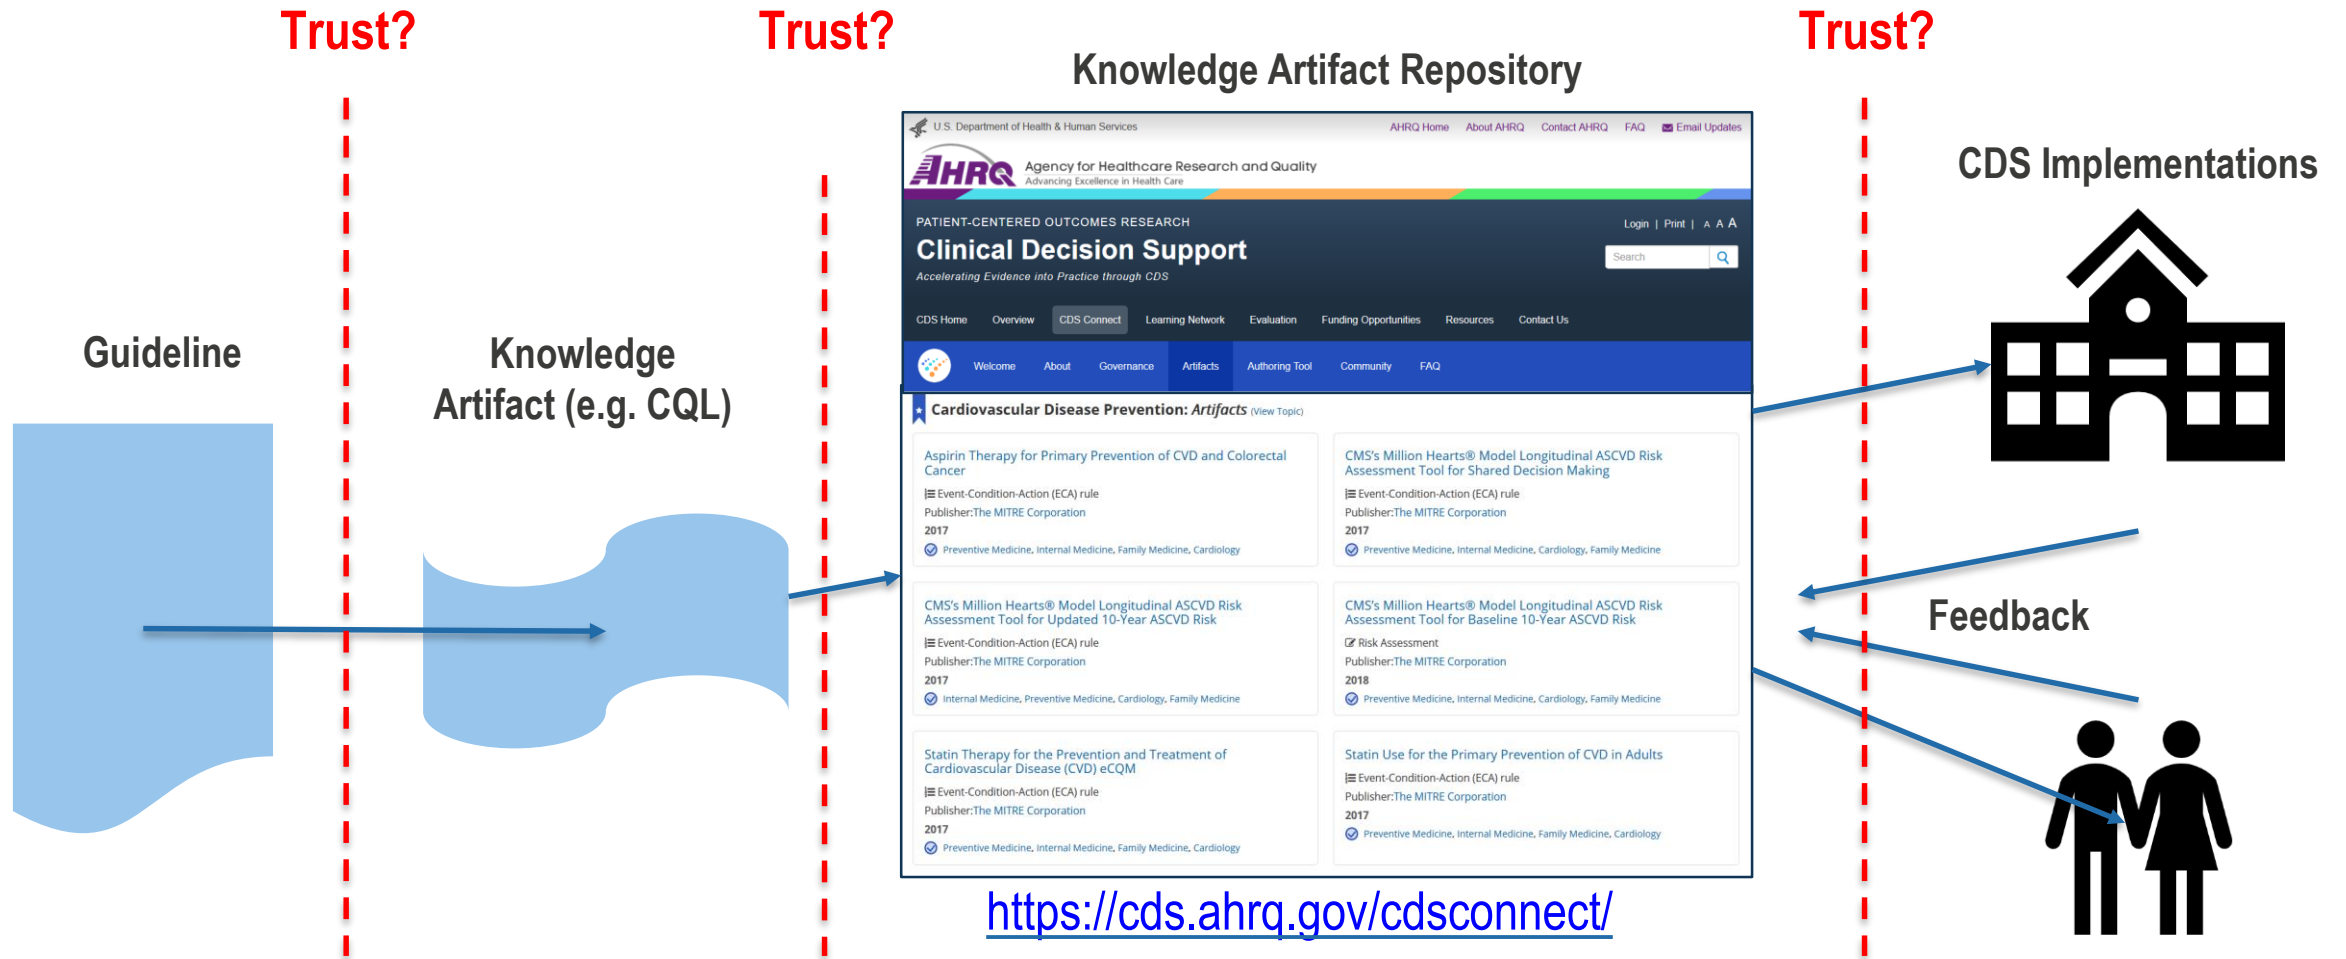 Trust?
Trust?
Trust?
Knowledge Artifact Repository
U.S. Department of Health & Human Services
AHRQ Home About AHRQ Contact AHRQ FAQ Email Updates
AHRQ
Agency for Healthcare Research and Quality
Advancing Excellence in Health Care
PATIENT-CENTERED OUTCOMES RESEARCH
Login | Print | A A A
Clinical Decision Support
Search
Accelerating Evidence into Practice through CDS
CDS Home Overview CDS Connect Learning Network Evaluation Funding Opportunities Resources Contact Us
Welcome About Governance Artifacts Authoring Tool Community FAQ
Cardiovascular Disease Prevention: Artifacts (View Topic)
Aspirin Therapy for Primary Prevention of CVD and Colorectal
Cancer
Event-Condition-Action (ECA) rule
Publisher:The MITRE Corporation
2017
Preventive Medicine, Internal Medicine, Family Medicine, Cardiology
CMS's Million Hearts® Model Longitudinal ASCVD Risk
Assessment Tool for Shared Decision Making
Event-Condition-Action (ECA) rule
Publisher:The MITRE Corporation
2017
Preventive Medicine, Internal Medicine, Cardiology, Family Medicine
CMS's Million Hearts® Model Longitudinal ASCVD Risk
Assessment Tool for Updated 10-Year ASCVD Risk
Event-Condition-Action (ECA) rule
Publisher:The MITRE Corporation
2017
Internal Medicine, Preventive Medicine, Cardiology, Family Medicine
CMS's Million Hearts® Model Longitudinal ASCVD Risk
Assessment Tool for Baseline 10-Year ASCVD Risk
Risk Assessment
Publisher:The MITRE Corporation
2018
Preventive Medicine, Internal Medicine, Cardiology, Family Medicine
Statin Therapy for the Prevention and Treatment of
Cardiovascular Disease (CVD) eCQM
Event-Condition-Action (ECA) rule
Publisher:The MITRE Corporation
2017
Preventive Medicine, Internal Medicine, Family Medicine, Cardiology
Statin Use for the Primary Prevention of CVD in Adults
Event-Condition-Action (ECA) rule
Publisher:The MITRE Corporation
2017
Preventive Medicine, Internal Medicine, Family Medicine, Cardiology
https://cds.ahrq.gov/cdsconnect/
Guideline
Knowledge
Artifact (e.g. CQL)
CDS Implementations
Feedback